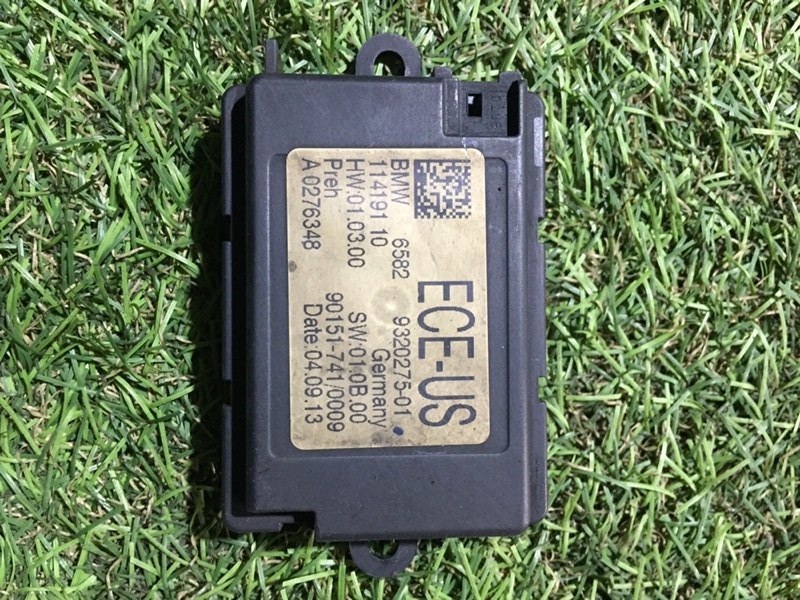 ECE-US
BMW 6582 9320275-01
114191 10 Germany
HW:01.03.00 SW:01.0B.00
Preh 90151-741/0009
A 0276348 Date:04.09.13